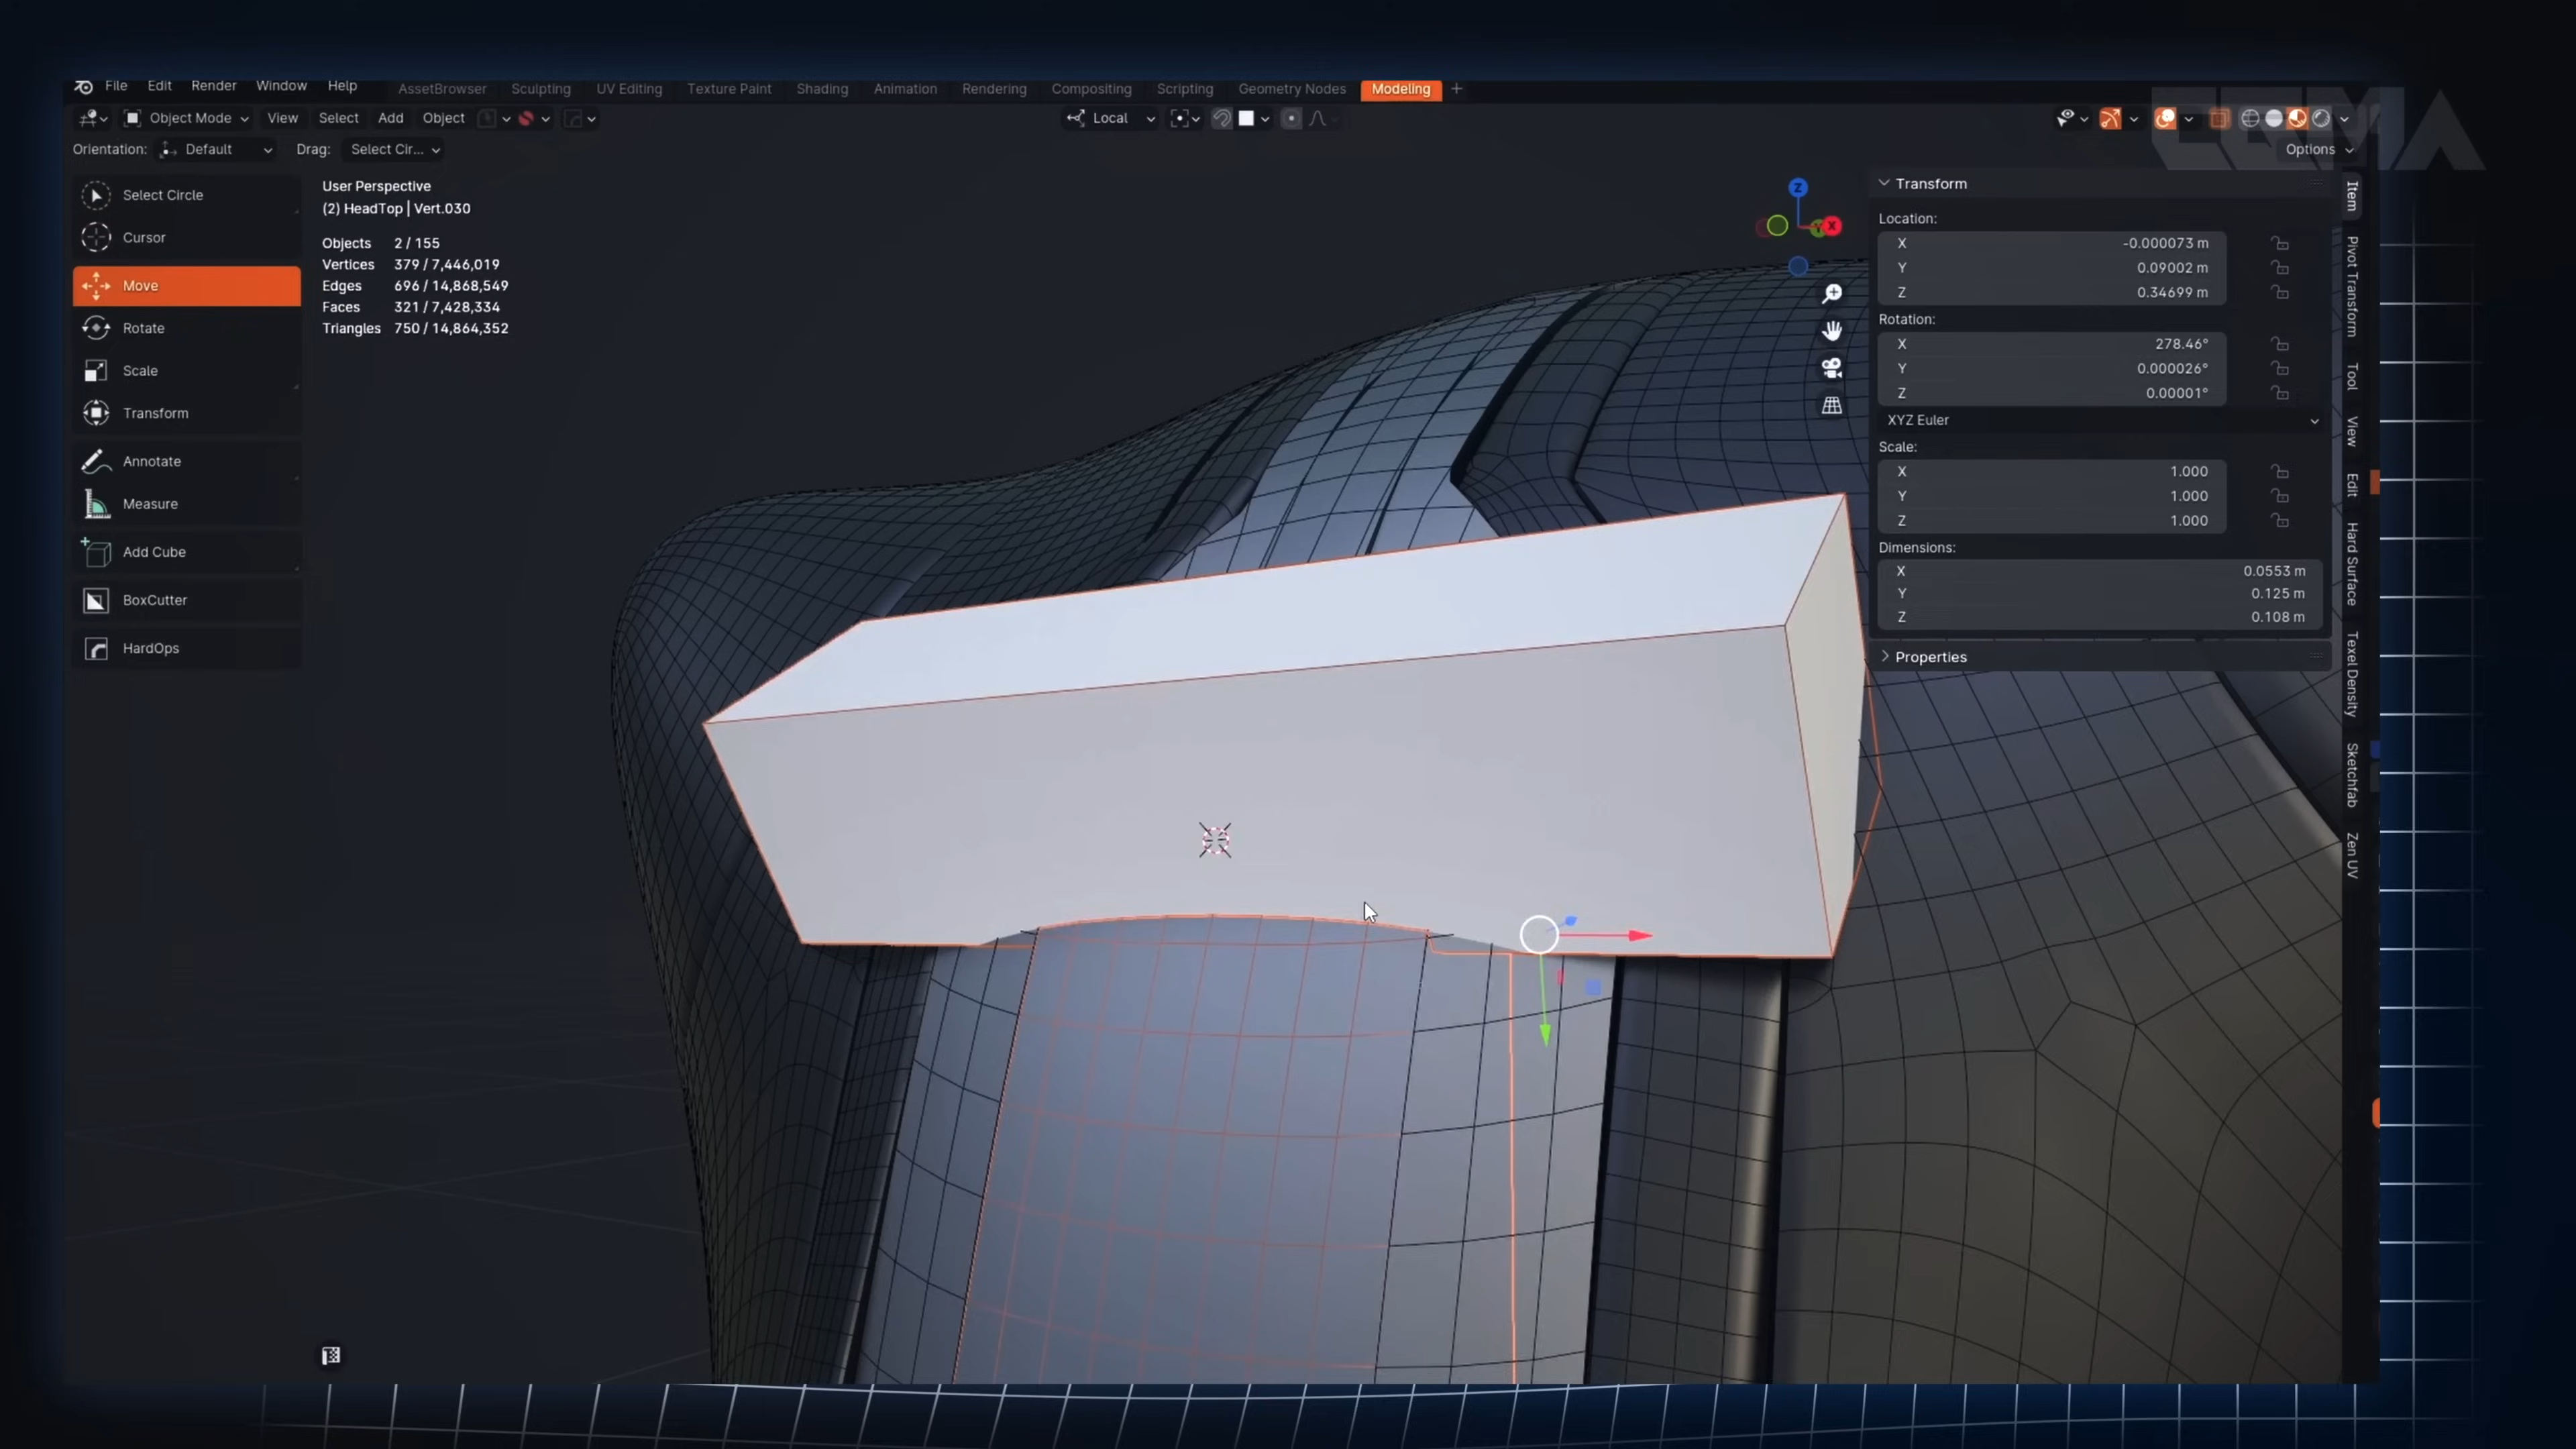 File Edit Render Window Help AssetBrowser Sculpting UV Editing Texture Paint Shading Animation Rendering Compositing Scripting Geometry Nodes Modeling +
Object Mode View Select Add Object Local
Orientation: Default Drag: Select Cir... Options
CGMA
Select Circle
Cursor
Move
Rotate
Scale
Transform
Annotate
Measure
Add Cube
BoxCutter
HardOps
User Perspective
(2) HeadTop | Vert.030
Objects 2 / 155
Vertices 379 / 7,446,019
Edges 696 / 14,868,549
Faces 321 / 7,428,334
Triangles 750 / 14,864,352
Z
X
Y
Transform
Location:
X -0.000073 m
Y 0.09002 m
Z 0.34699 m
Rotation:
X 278.46°
Y 0.000026°
Z 0.00001°
XYZ Euler
Scale:
X 1.000
Y 1.000
Z 1.000
Dimensions:
X 0.0553 m
Y 0.125 m
Z 0.108 m
Properties
Item
Pivot Transform
Tool
View
Edit
Hard Surface
Texel Density
Sketchfab
Zen UV